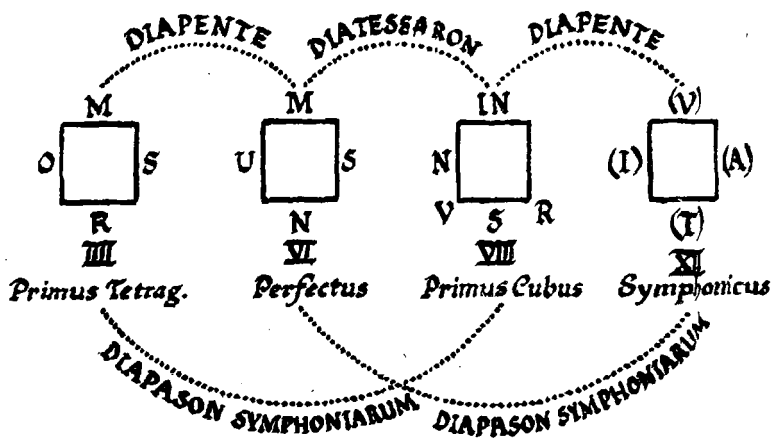 DIAPENTE DIATESSARON DIAPENTE
M M IN (V)
O S U S N (I) (A)
R N V S R (T)
IIII VI VIII XII
Primus Tetrag. Perfectus Primus Cubus Symphonicus
DIAPASON SYMPHONIARUM DIAPASON SYMPHONIARUM